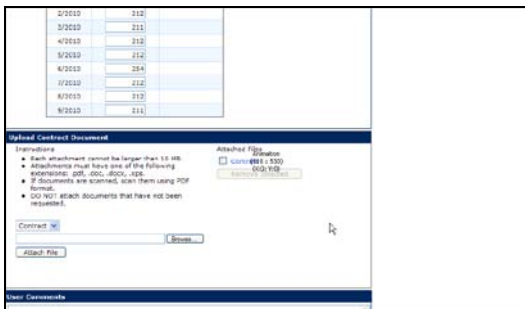 2/2013 212
3/2013 211
4/2013 212
5/2013 212
6/2013 254
7/2013 212
8/2013 212
9/2013 211
Upload Contract Document
Instructions
Each attachment cannot be larger than 10 MB.
Attachments must have one of the following
extensions: .pdf, .doc, .docx, .xps.
If documents are scanned, scan them using PDF
format.
DO NOT attach documents that have not been
requested.
Attached Files
Animation
Remove Selected
Contract
Browse...
Attach File
User Comments